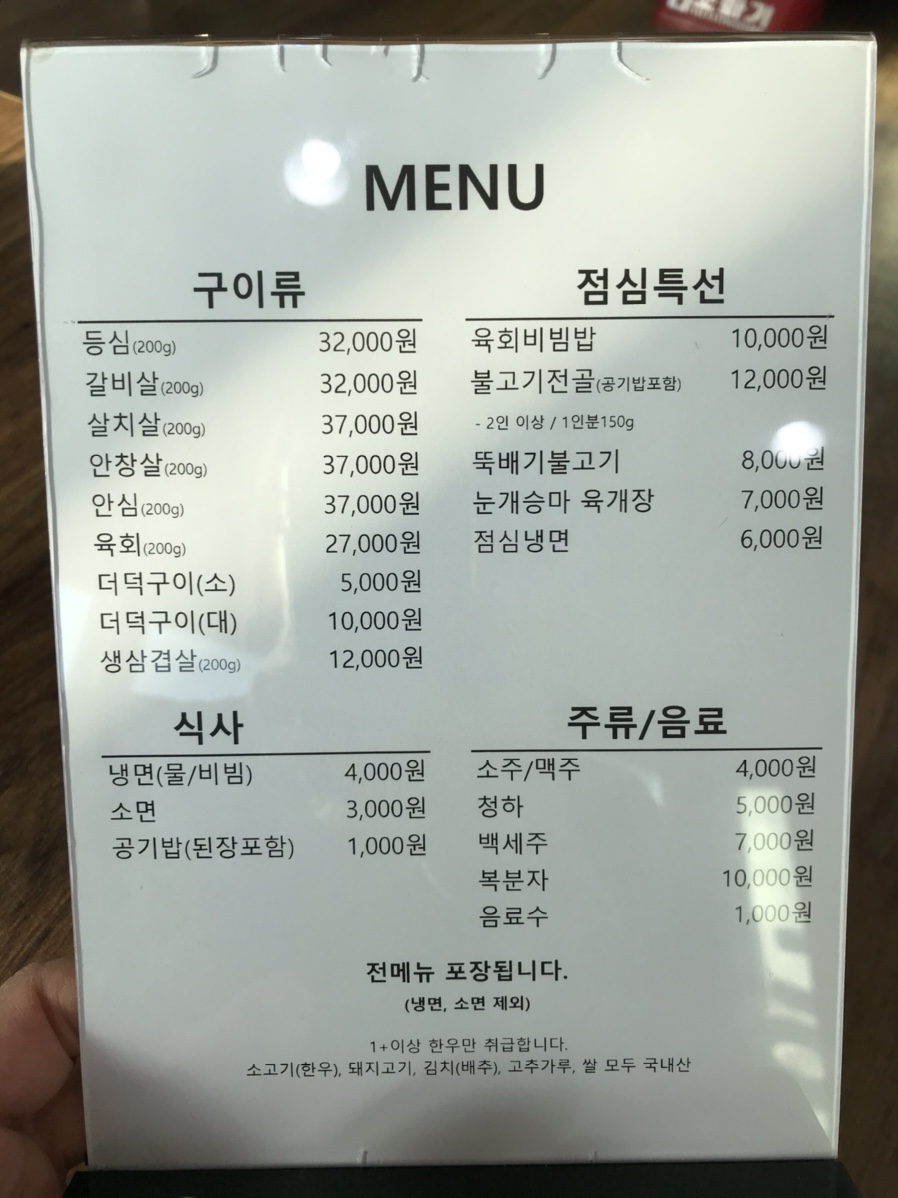 MENU
구이류
등심(200g) 32,000원
갈비살(200g) 32,000원
살치살(200g) 37,000원
안창살(200g) 37,000원
안심(200g) 37,000원
육회(200g) 27,000원
더덕구이(소) 5,000원
더덕구이(대) 10,000원
생삼겹살(200g) 12,000원
점심특선
육회비빔밥 10,000원
불고기전골(공기밥포함) 12,000원
- 2인 이상 / 1인분150g
뚝배기불고기 8,000원
눈개승마 육개장 7,000원
점심냉면 6,000원
식사
냉면(물/비빔) 4,000원
소면 3,000원
공기밥(된장포함) 1,000원
주류/음료
소주/맥주 4,000원
청하 5,000원
백세주 7,000원
복분자 10,000원
음료수 1,000원
전메뉴 포장됩니다.
(냉면, 소면 제외)
1+이상 한우만 취급합니다.
소고기(한우), 돼지고기, 김치(배추), 고추가루, 쌀 모두 국내산